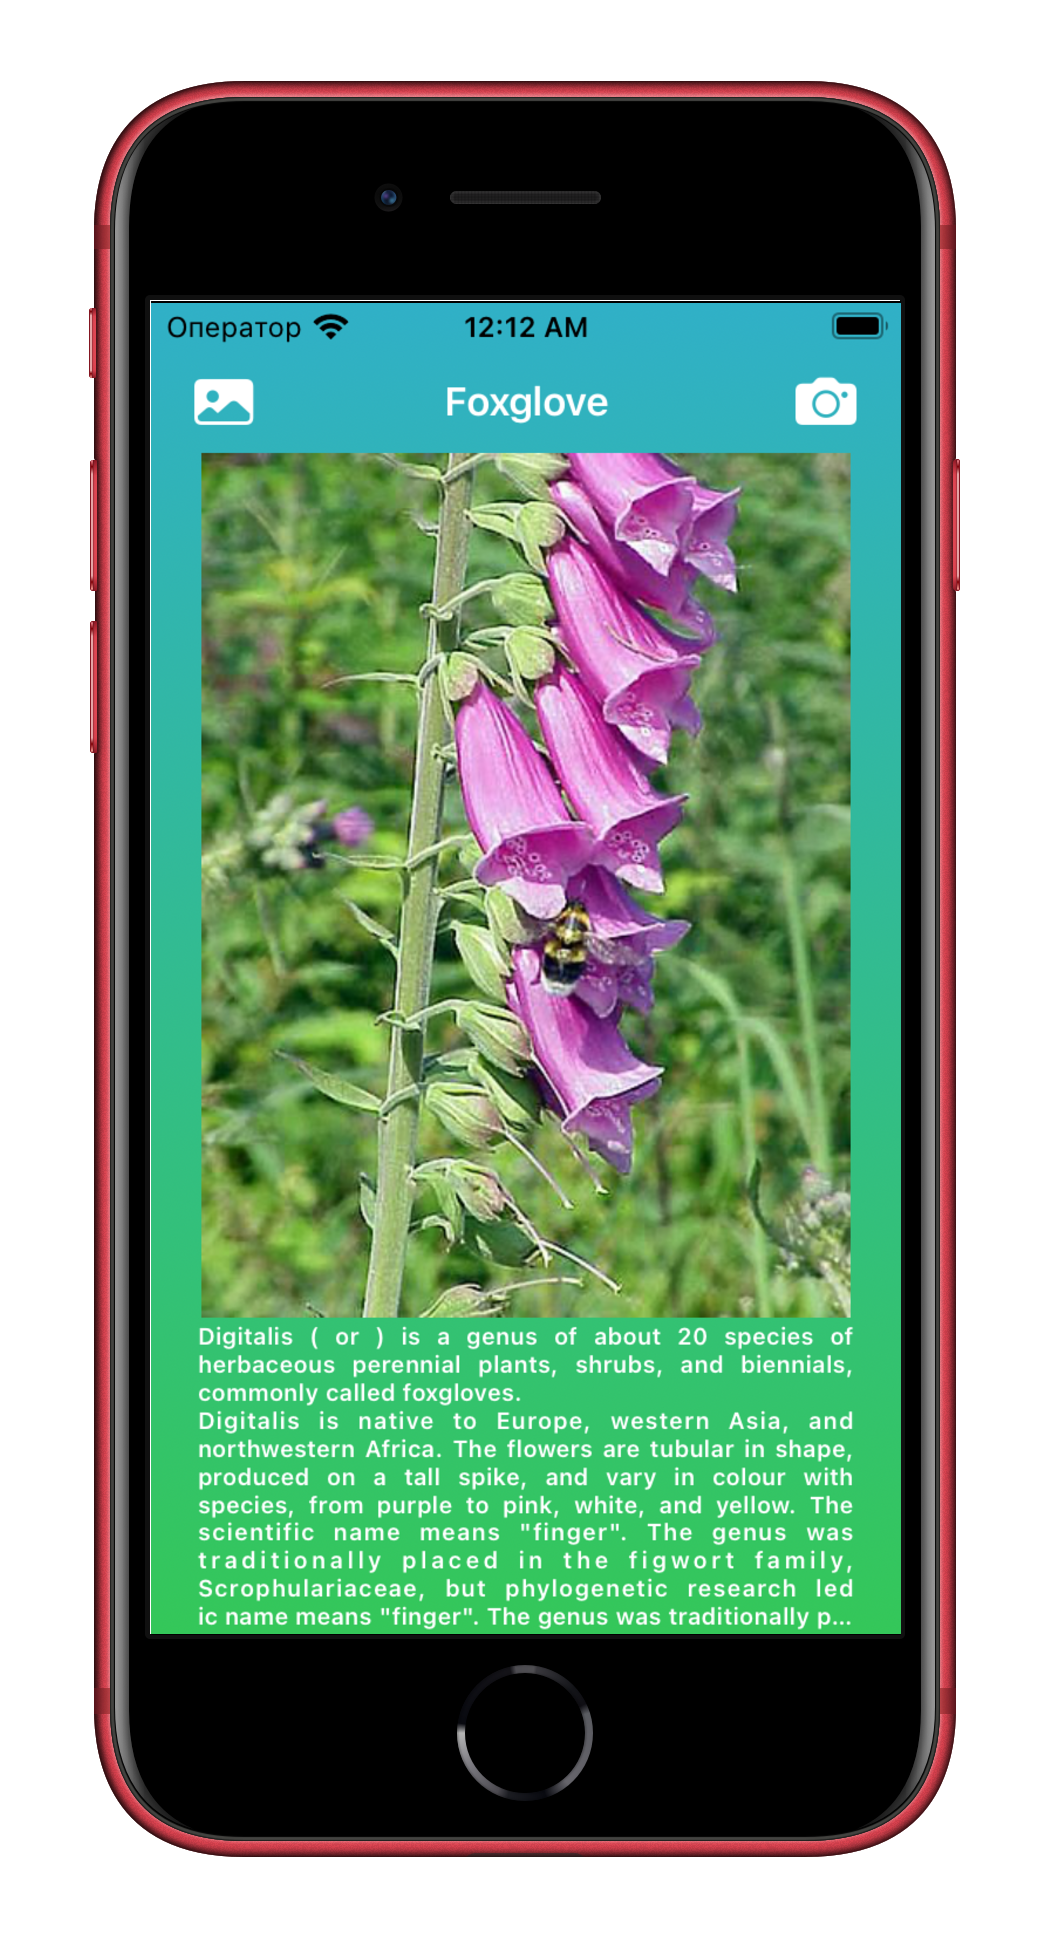 Оператор 12:12 AM
Foxglove
Digitalis ( or ) is a genus of about 20 species of
herbaceous perennial plants, shrubs, and biennials,
commonly called foxgloves.
Digitalis is native to Europe, western Asia, and
northwestern Africa. The flowers are tubular in shape,
produced on a tall spike, and vary in colour with
species, from purple to pink, white, and yellow. The
scientific name means "finger". The genus was
traditionally placed in the figwort family,
Scrophulariaceae, but phylogenetic research led
ic name means "finger". The genus was traditionally p...